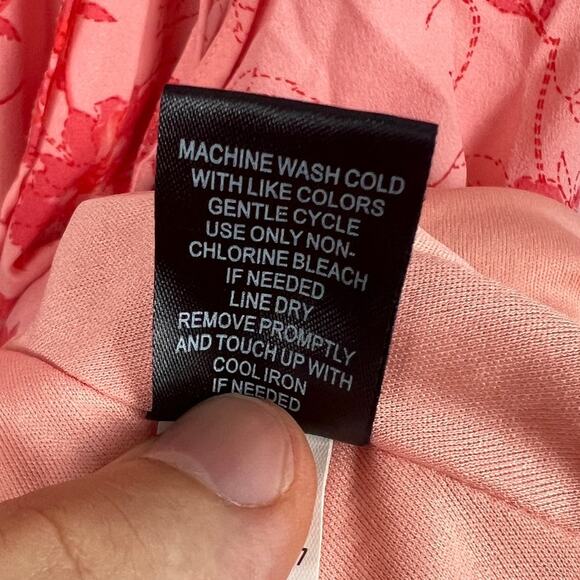 MACHINE WASH COLD
WITH LIKE COLORS
GENTLE CYCLE
USE ONLY NON-
CHLORINE BLEACH
IF NEEDED
LINE DRY
REMOVE PROMPTLY
AND TOUCH UP WITH
COOL IRON
IF NEEDED